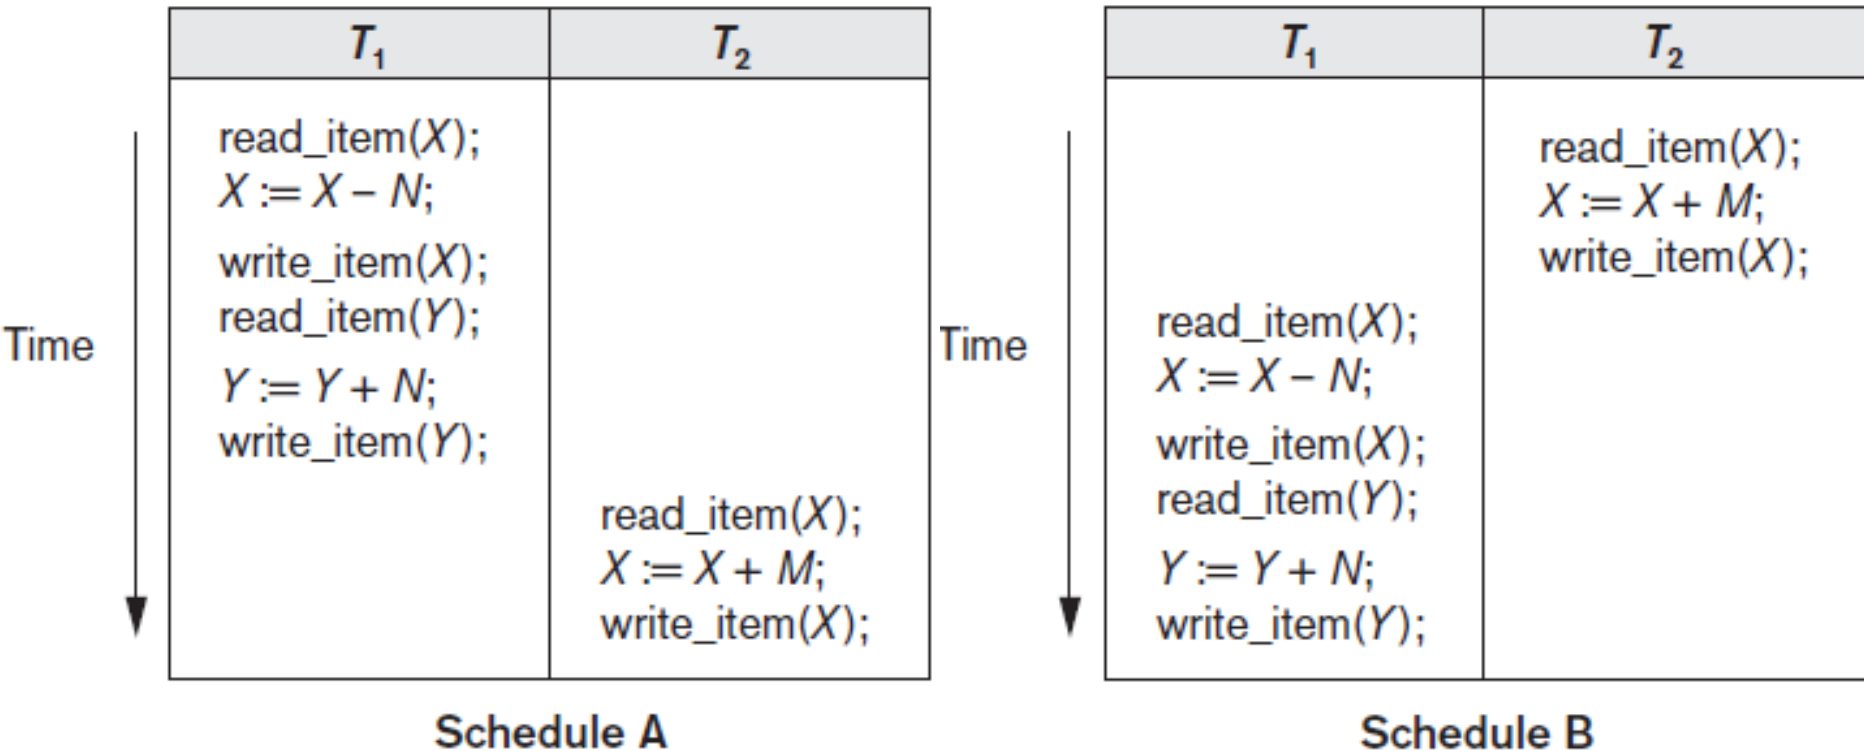 T₁ T₂
read_item(X);
X := X – N;
write_item(X);
read_item(Y);
Time
Y := Y + N;
write_item(Y);
read_item(X);
X := X + M;
write_item(X);
Schedule A
T₁ T₂
read_item(X);
X := X + M;
write_item(X);
read_item(X);
Time
X := X – N;
write_item(X);
read_item(Y);
Y := Y + N;
write_item(Y);
Schedule B